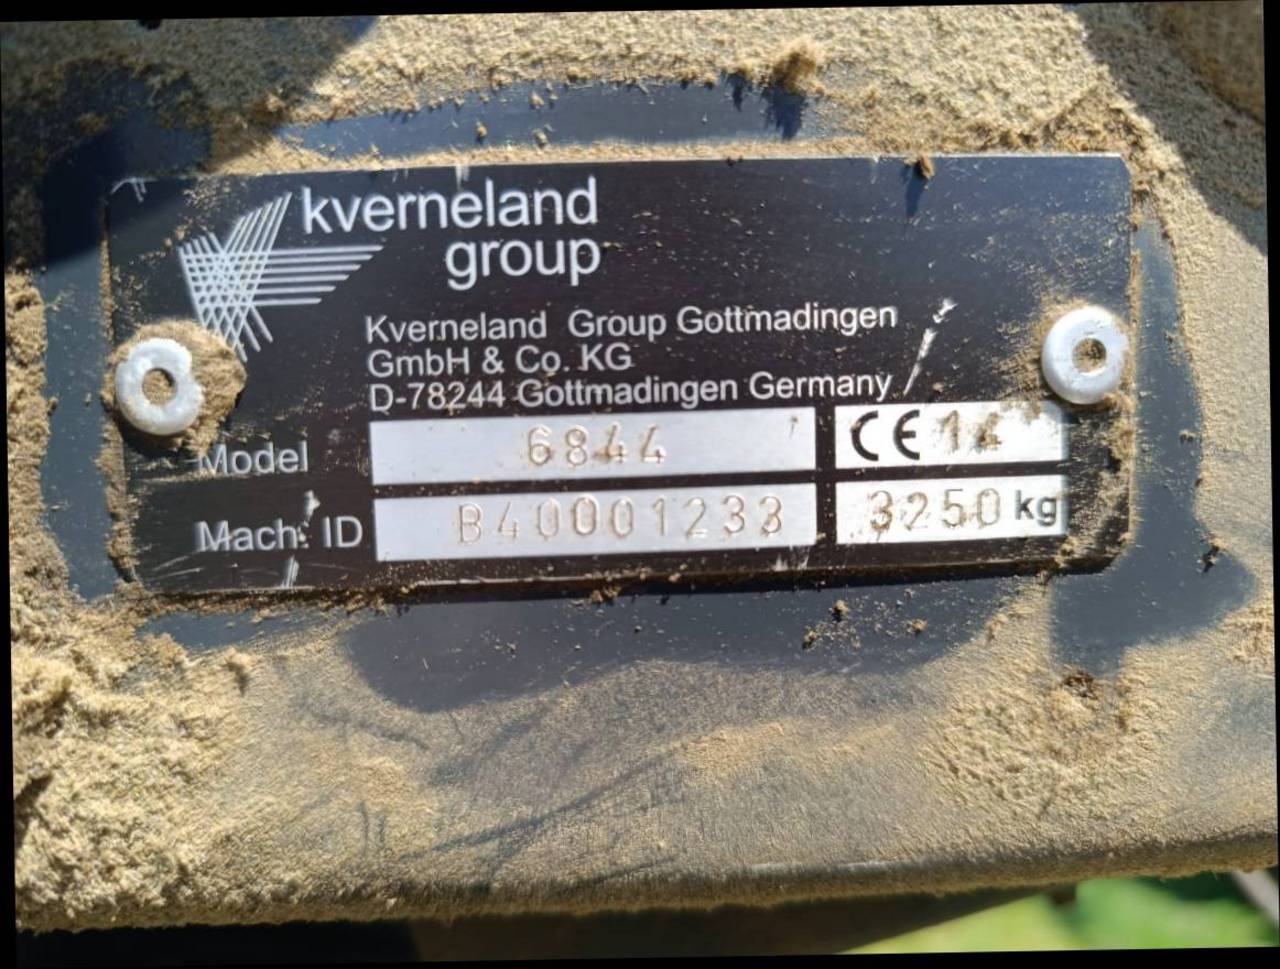 kverneland
group
Kverneland Group Gottmadingen
GmbH & Co. KG
D-78244 Gottmadingen Germany
Model 6844 CE 14
Mach. ID B40001233 3250 kg